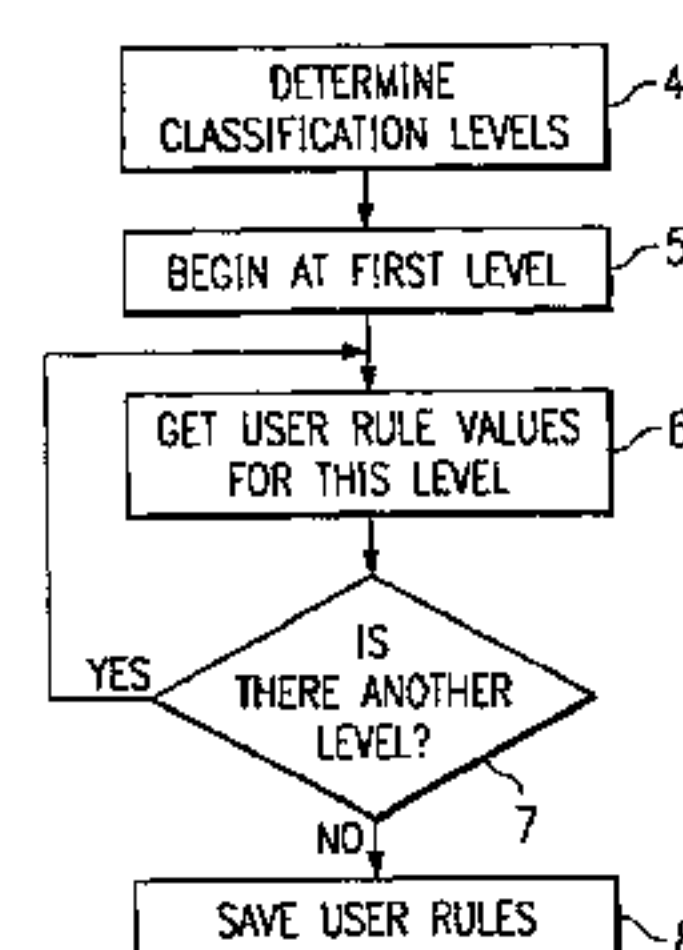 DETERMINE
CLASSIFICATION LEVELS
4
BEGIN AT FIRST LEVEL
5
GET USER RULE VALUES
FOR THIS LEVEL
6
IS
THERE ANOTHER
LEVEL?
YES
7
NO
SAVE USER RULES